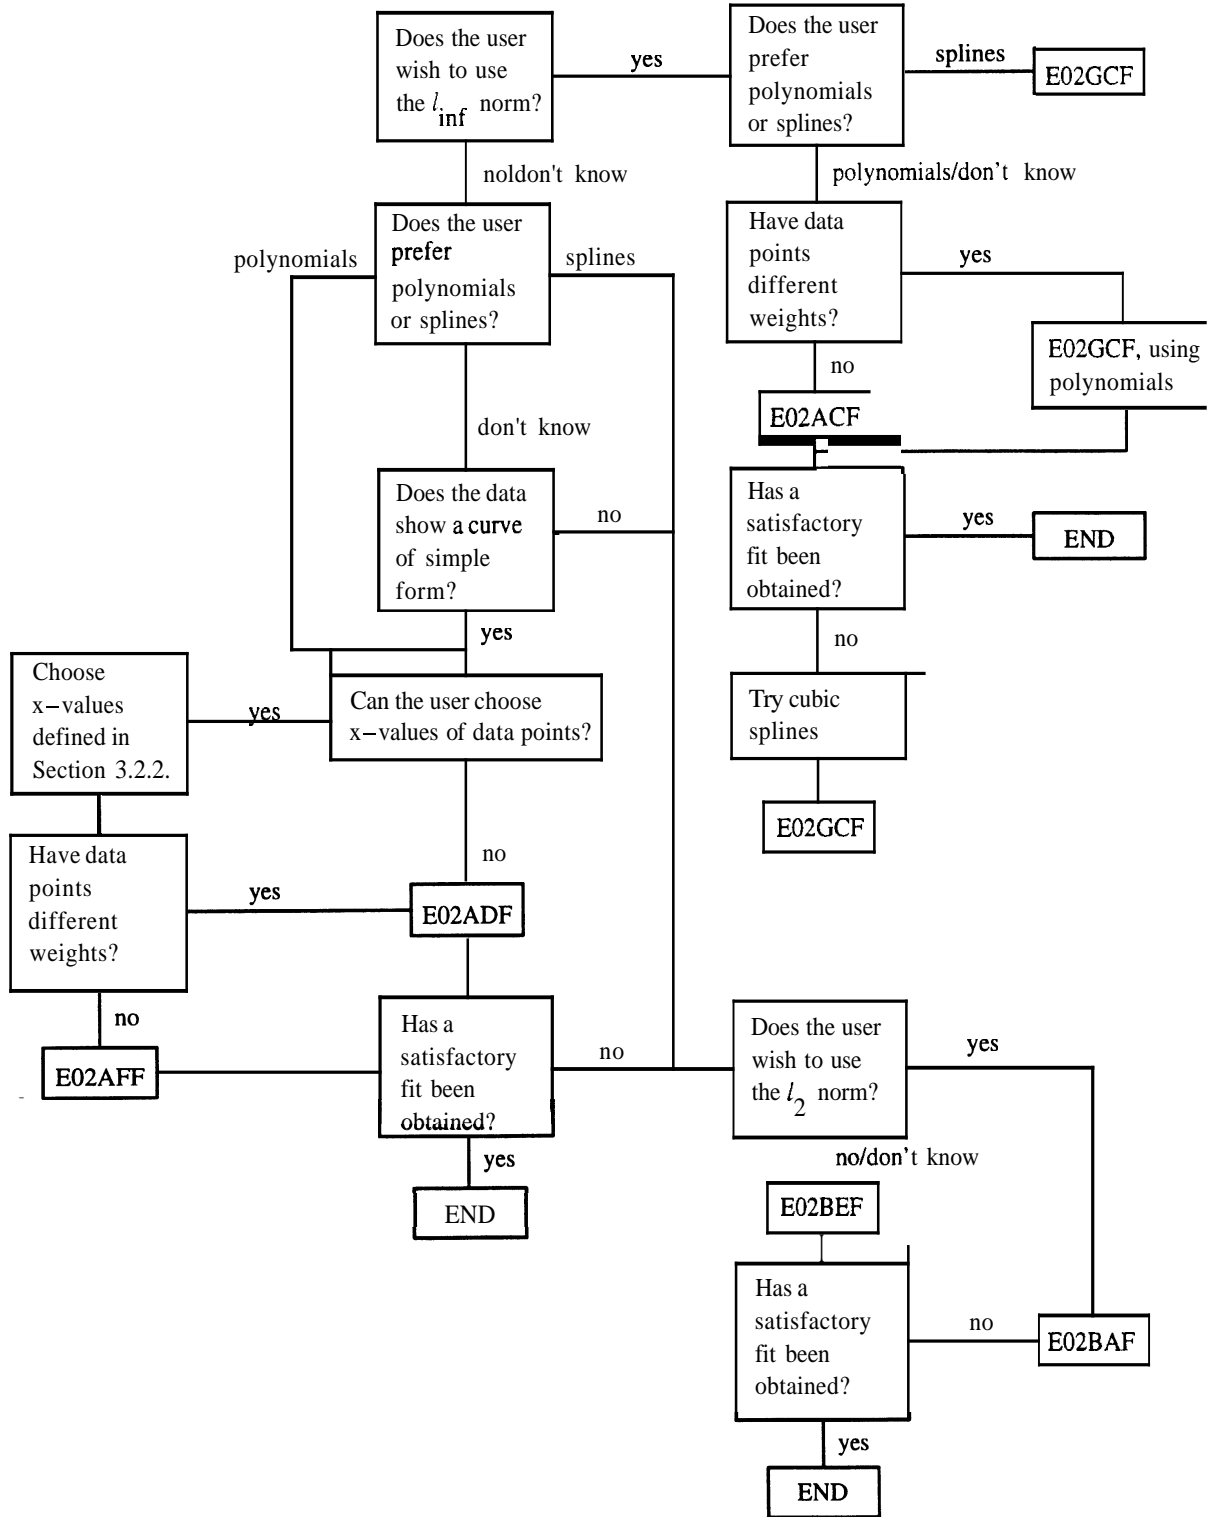 Does the user
wish to use
the l_inf norm?
yes
Does the user
prefer
polynomials
or splines?
splines
E02GCF
noldon't know
polynomials/don't know
Does the user
prefer
polynomials
or splines?
polynomials
splines
Have data
points
different
weights?
yes
E02GCF, using
polynomials
no
E02ACF
don't know
Does the data
show a curve
of simple
form?
no
Has a
satisfactory
fit been
obtained?
yes
END
yes
no
Choose
x-values
defined in
Section 3.2.2.
yes
Can the user choose
x-values of data points?
Try cubic
splines
E02GCF
Have data
points
different
weights?
yes
no
E02ADF
no
E02AFF
Has a
satisfactory
fit been
obtained?
no
Does the user
wish to use
the l_2 norm?
yes
yes
END
no/don't know
E02BEF
Has a
satisfactory
fit been
obtained?
no
E02BAF
yes
END